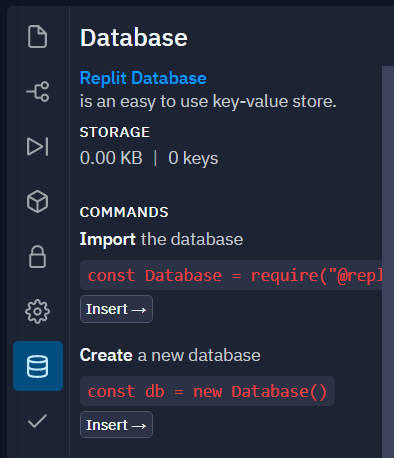 Database
Replit Database
is an easy to use key-value store.
STORAGE
0.00 KB | 0 keys
COMMANDS
Import the database
const Database = require("@repl
Insert →
Create a new database
const db = new Database()
Insert →